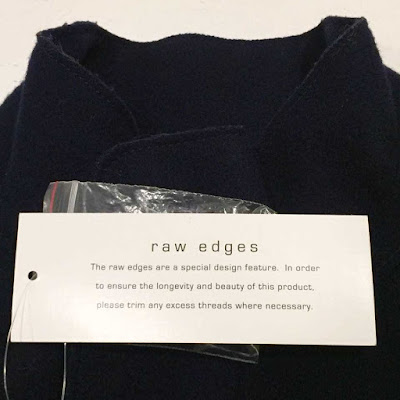 raw edges
The raw edges are a special design feature. In order
to ensure the longevity and beauty of this product,
please trim any excess threads where necessary.